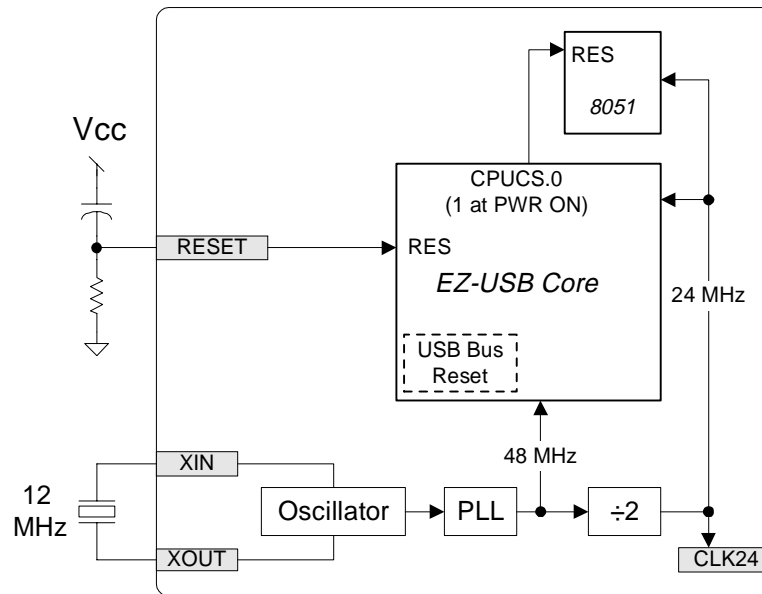 RES
8051
Vcc
CPUCS.0
(1 at PWR ON)
RESET
RES
EZ-USB Core
24 MHz
USB Bus
Reset
XIN
48 MHz
12
MHz
Oscillator
PLL
÷2
XOUT
CLK24